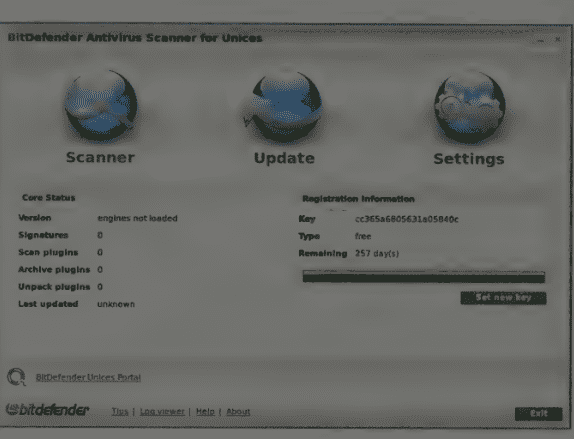 BitDefender Antivirus Scanner for Unices
Scanner Update Settings
Core Status
Version engines not loaded
Signatures 0
Scan plugins 0
Archive plugins 0
Unpack plugins 0
Last updated unknown
Registration Information
Key cc365a6805631a05840c
Type free
Remaining 257 day(s)
Set new key
BitDefender Unices Portal
bitdefender Tips | Log viewer | Help | About
Exit